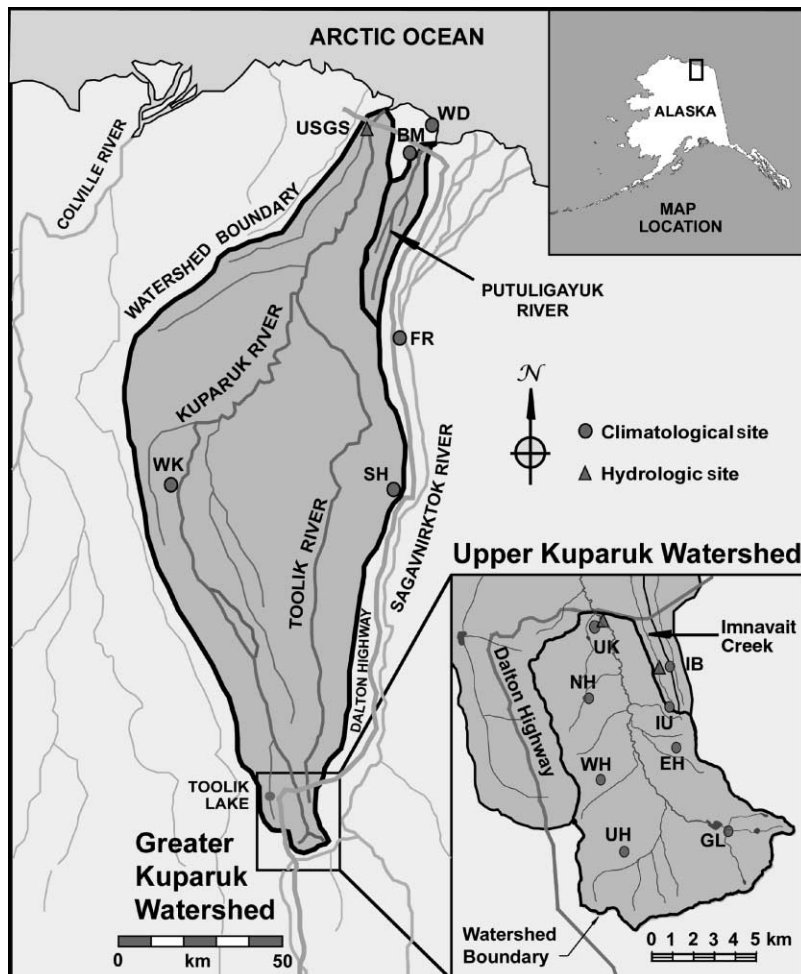 ARCTIC OCEAN
WD
USGS
BM
COLVILLE RIVER
WATERSHED BOUNDARY
PUTULIGAYUK
RIVER
FR
KUPARUK RIVER
WK
SH
TOOLIK RIVER
SAGAVNIRKTOK RIVER
DALTON HIGHWAY
TOOLIK
LAKE
Greater
Kuparuk
Watershed
0 km 50
ALASKA
MAP
LOCATION
N
Climatological site
Hydrologic site
Upper Kuparuk Watershed
Imnavait
Creek
Dalton Highway
UK
IB
NH
IU
EH
WH
GL
UH
Watershed
Boundary
0 1 2 3 4 5 km